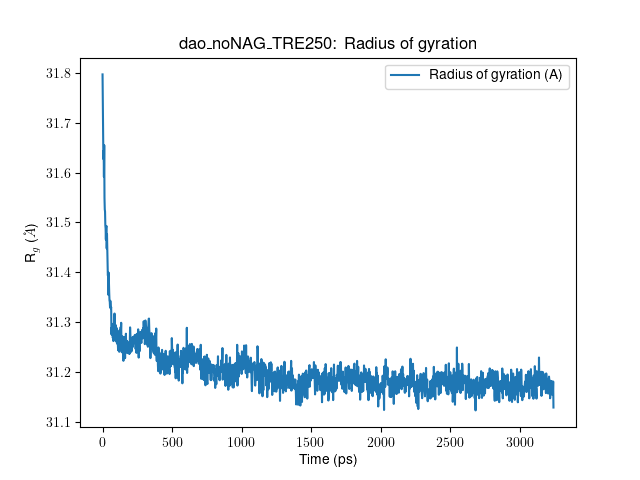 dao_noNAG_TRE250: Radius of gyration
Radius of gyration (A)
31.8
31.7
31.6
31.5
31.4
31.3
31.2
31.1
R_g (Å)
0 500 1000 1500 2000 2500 3000
Time (ps)